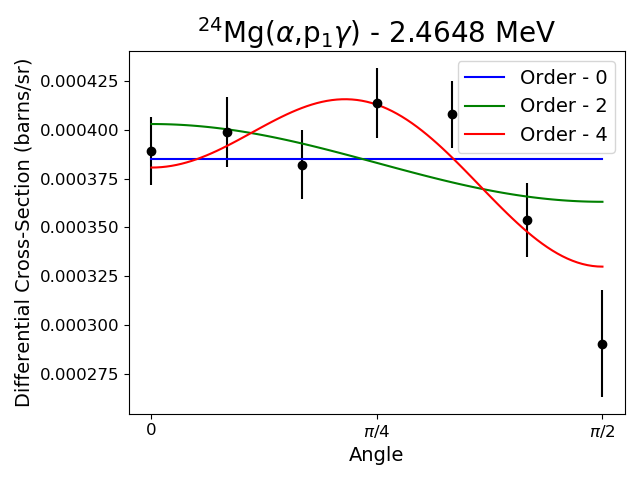 ²⁴Mg(α,p₁γ) - 2.4648 MeV
Order - 0
Order - 2
Order - 4
Differential Cross-Section (barns/sr)
0.000425
0.000400
0.000375
0.000350
0.000325
0.000300
0.000275
0
π/4
π/2
Angle